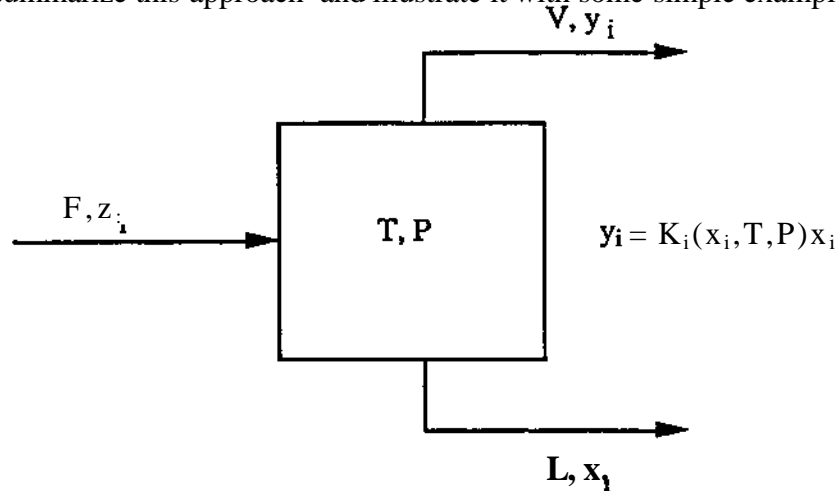 summarize this approach and illustrate it with some simple exampl
V, y i
F, z i
T, P
y i = K i (x i , T, P) x i
L, x i